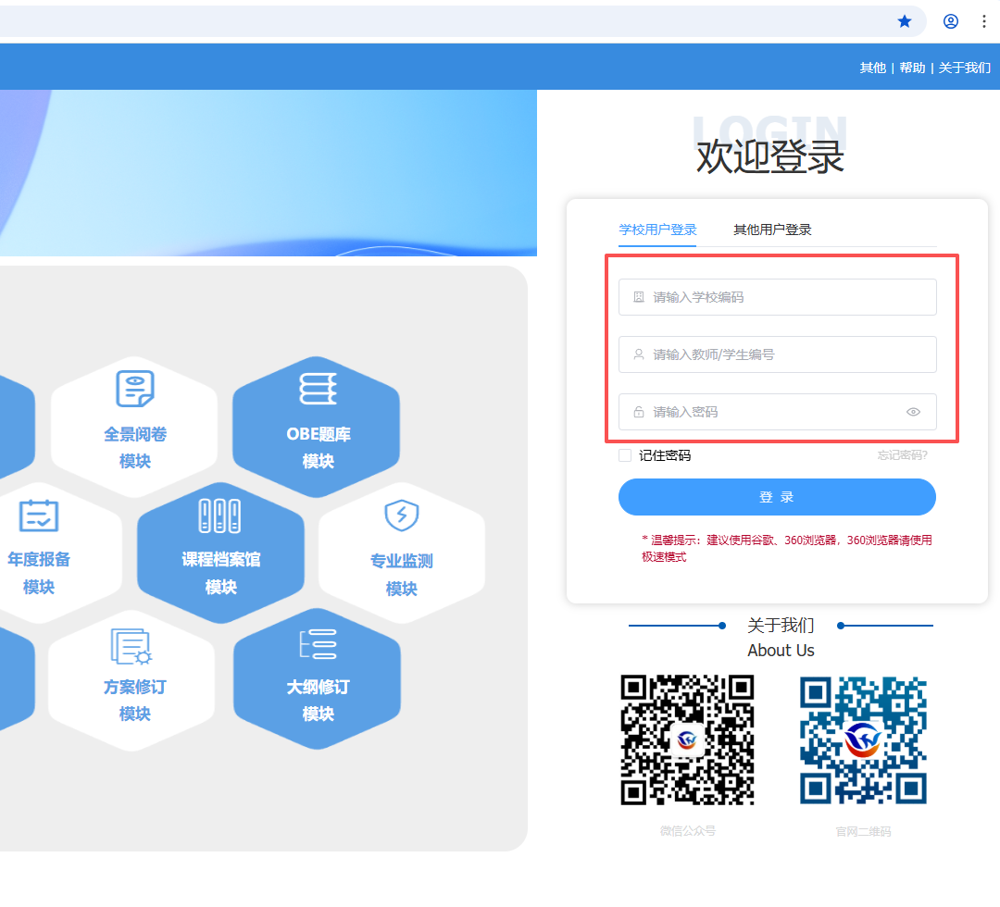 其他 | 帮助 | 关于我们
LOGIN
欢迎登录
学校用户登录 其他用户登录
请输入学校编码
请输入教师/学生编号
请输入密码
记住密码 忘记密码?
登 录
* 温馨提示：建议使用谷歌、360浏览器，360浏览器请使用
极速模式
全景阅卷
模块
OBE题库
模块
年度报备
模块
课程档案馆
模块
专业监测
模块
方案修订
模块
大纲修订
模块
关于我们
About Us
微信公众号 官网二维码